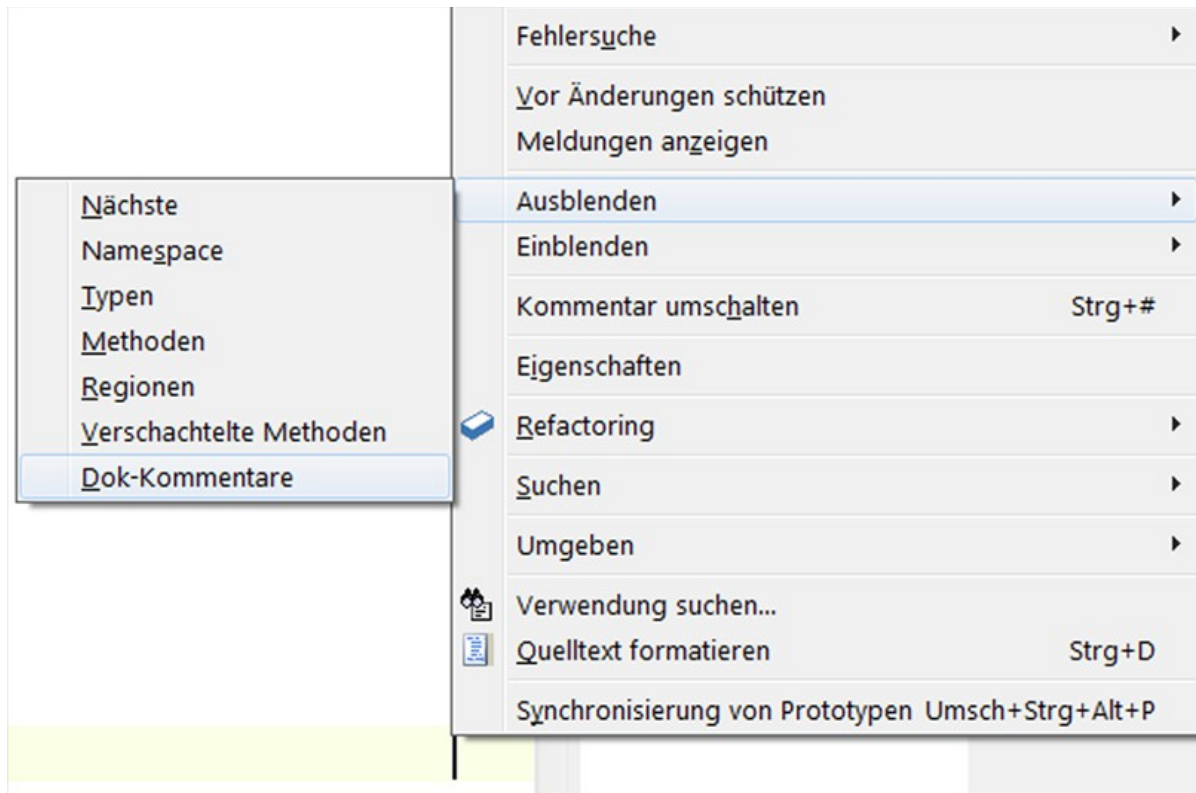 Fehlersuche
Vor Änderungen schützen
Meldungen anzeigen
Ausblenden
Einblenden
Kommentar umschalten Strg+#
Eigenschaften
Refactoring
Suchen
Umgeben
Verwendung suchen...
Quelltext formatieren Strg+D
Synchronisierung von Prototypen Umsch+Strg+Alt+P
Nächste
Namespace
Typen
Methoden
Regionen
Verschachtelte Methoden
Dok-Kommentare